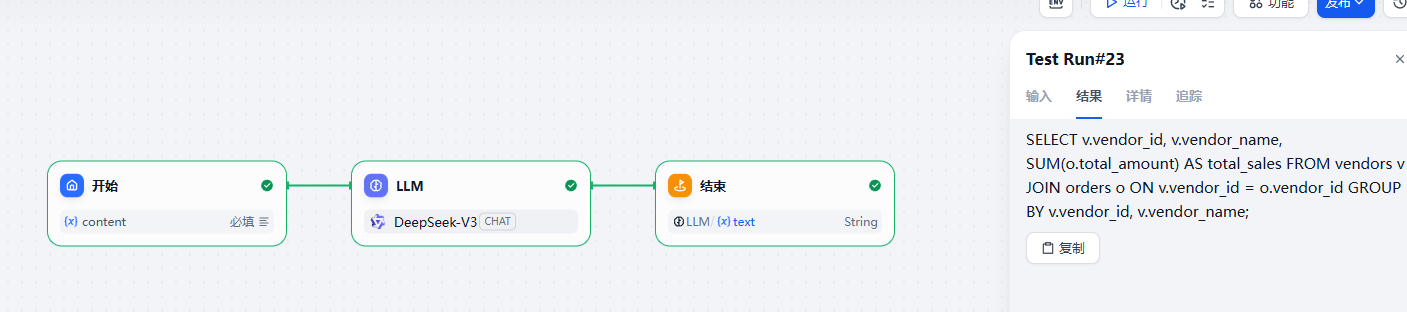 ENV
运行
功能
发布
Test Run#23
输入 结果 详情 追踪
SELECT v.vendor_id, v.vendor_name,
SUM(o.total_amount) AS total_sales FROM vendors v
JOIN orders o ON v.vendor_id = o.vendor_id GROUP
BY v.vendor_id, v.vendor_name;
复制
开始
{x} content 必填
LLM
DeepSeek-V3 CHAT
结束
LLM/{x} text String